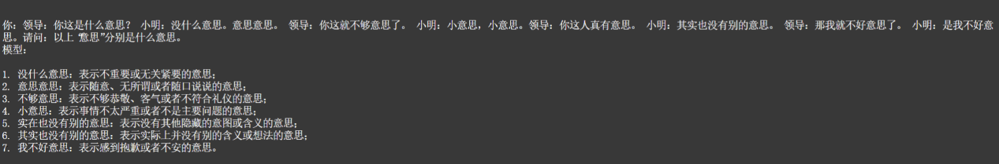 你: 领导: 你这是什么意思? 小明: 没什么意思。意思意思。 领导: 你这就不够意思了。 小明: 小意思, 小意思。领导: 你这人真有意思。 小明: 其实也没有别的意思。 领导: 那我就不好意思了。 小明: 是我不好意
思。请问: 以上“意思”分别是什么意思。
模型:
1. 没什么意思: 表示不重要或无关紧要的意思;
2. 意思意思: 表示随意、无所谓或者随口说说的意思;
3. 不够意思: 表示不够恭敬、客气或者不符合礼仪的意思;
4. 小意思: 表示事情不太严重或者不是主要问题的意思;
5. 实在也没有别的意思: 表示没有其他隐藏的意图或含义的意思;
6. 其实也没有别的意思: 表示实际上并没有别的含义或想法的意思;
7. 我不好意思: 表示感到抱歉或者不安的意思。